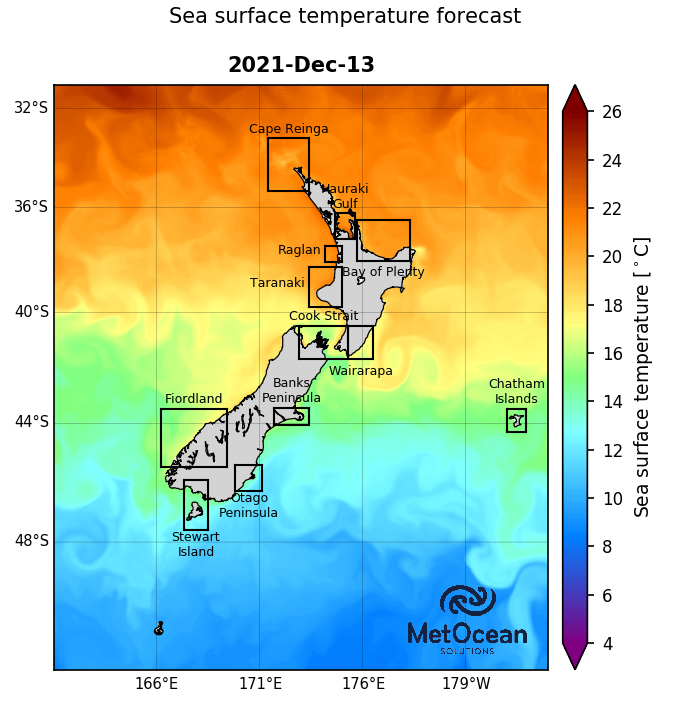 Sea surface temperature forecast
2021-Dec-13
32°S
36°S
40°S
44°S
48°S
166°E
171°E
176°E
179°W
Cape Reinga
Hauraki
Gulf
Raglan
Bay of Plenty
Taranaki
Cook Strait
Wairarapa
Banks
Peninsula
Fiordland
Chatham
Islands
Otago
Peninsula
Stewart
Island
MetOcean
SOLUTIONS
26
24
22
20
18
16
14
12
10
8
6
4
Sea surface temperature [°C]